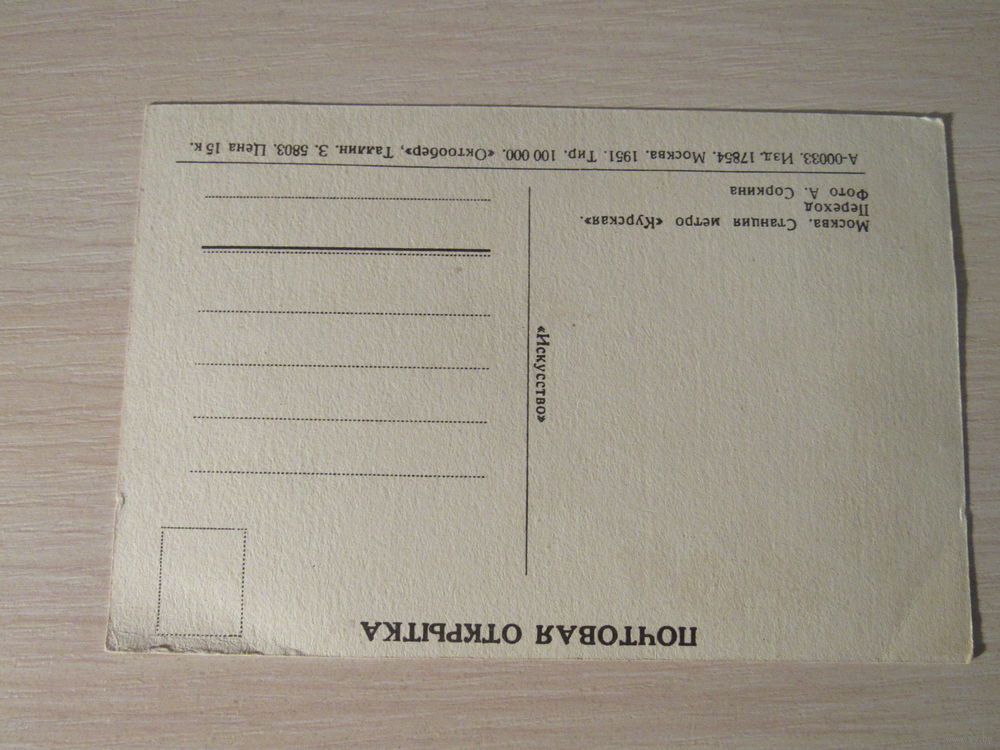 ПОЧТОВАЯ ОТКРЫТКА
«Искусство»
Москва. Станция метро «Курская».
Переход
Фото А. Соркина
А-00033. Изд. 17854. Москва. 1951. Тир. 100 000. «Октообер», Таллин. З. 5803. Цена 15 к.